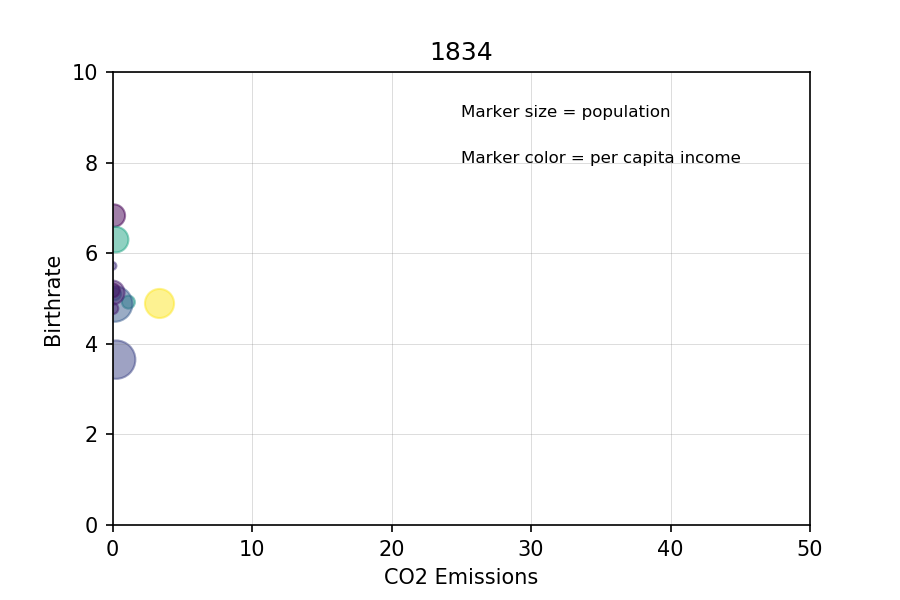 1834
10
Marker size = population
8
Marker color = per capita income
6
Birthrate
4
2
0
0 10 20 30 40 50
CO2 Emissions